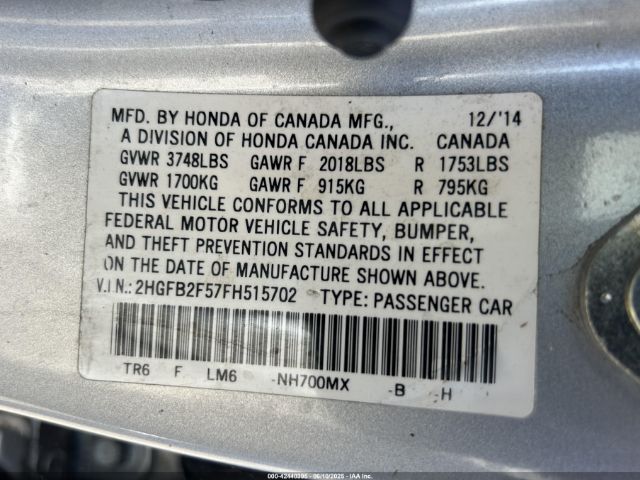 MFD. BY HONDA OF CANADA MFG., 12/'14
A DIVISION OF HONDA CANADA INC. CANADA
GVWR 3748LBS GAWR F 2018LBS R 1753LBS
GVWR 1700KG GAWR F 915KG R 795KG
THIS VEHICLE CONFORMS TO ALL APPLICABLE
FEDERAL MOTOR VEHICLE SAFETY, BUMPER,
AND THEFT PREVENTION STANDARDS IN EFFECT
ON THE DATE OF MANUFACTURE SHOWN ABOVE.
V.I.N.:2HGFB2F57FH515702 TYPE: PASSENGER CAR
TR6 F LM6 -NH700MX -B -H